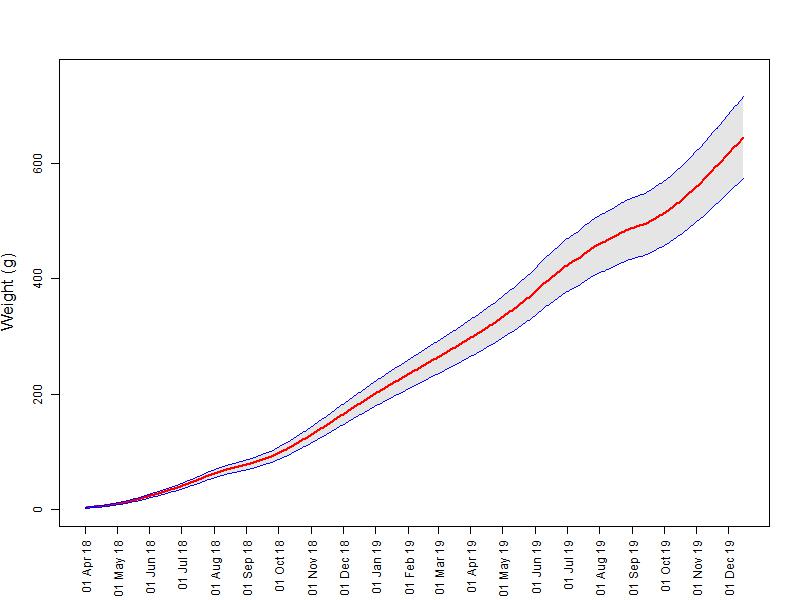 Weight (g)
600
400
200
0
01 Apr 18
01 May 18
01 Jun 18
01 Jul 18
01 Aug 18
01 Sep 18
01 Oct 18
01 Nov 18
01 Dec 18
01 Jan 19
01 Feb 19
01 Mar 19
01 Apr 19
01 May 19
01 Jun 19
01 Jul 19
01 Aug 19
01 Sep 19
01 Oct 19
01 Nov 19
01 Dec 19